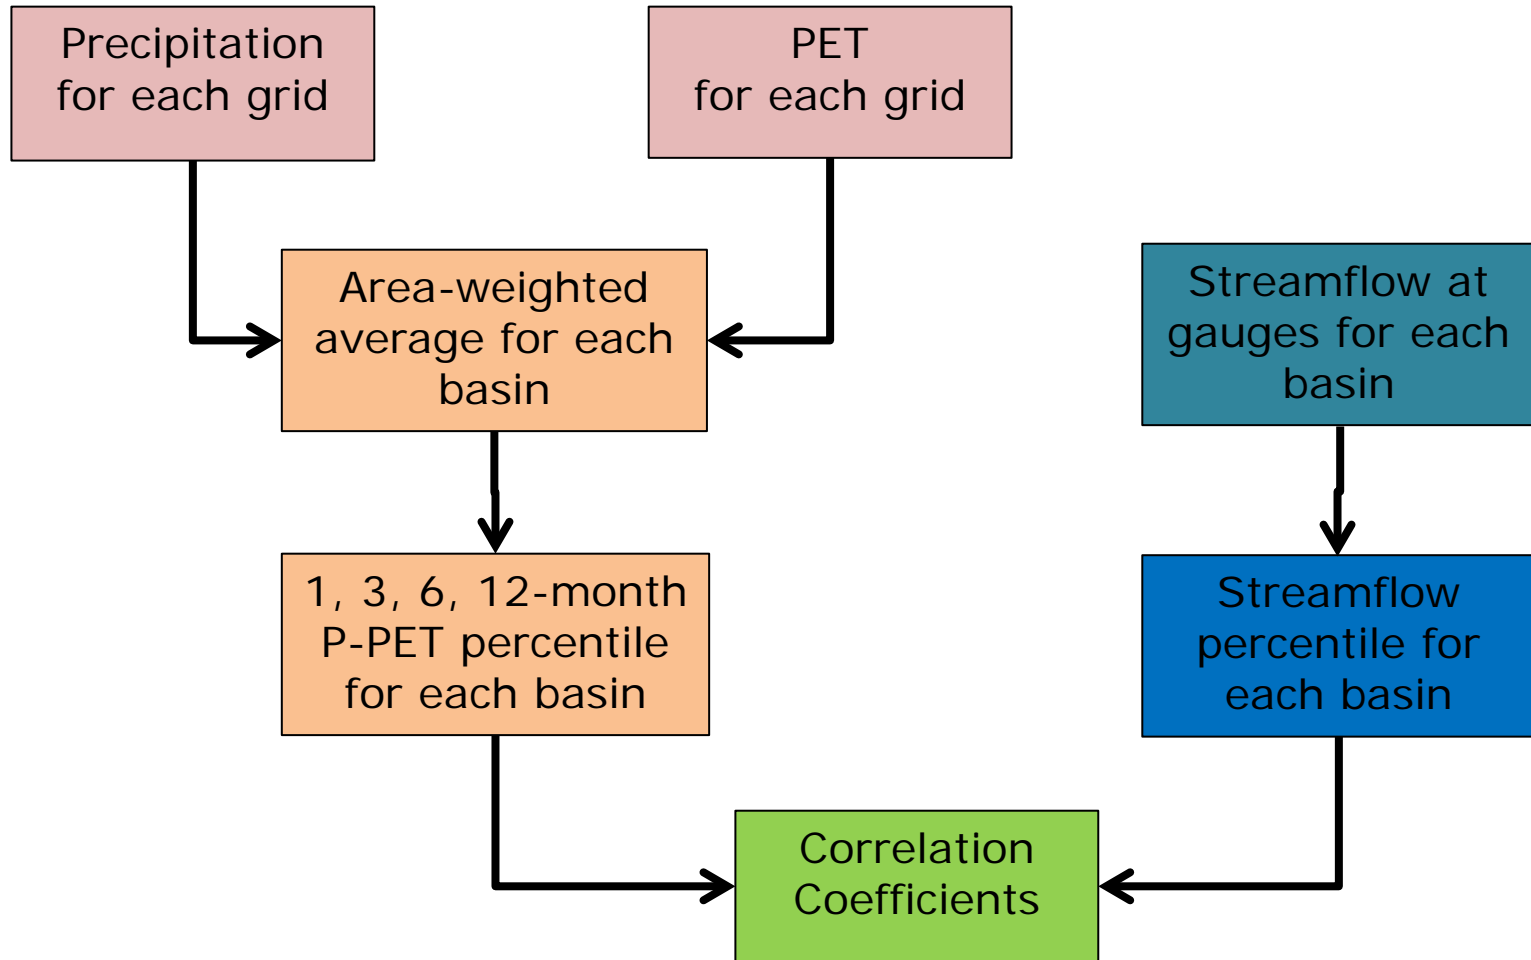 Precipitation
for each grid
PET
for each grid
Area-weighted
average for each
basin
Streamflow at
gauges for each
basin
1, 3, 6, 12-month
P-PET percentile
for each basin
Streamflow
percentile for
each basin
Correlation
Coefficients